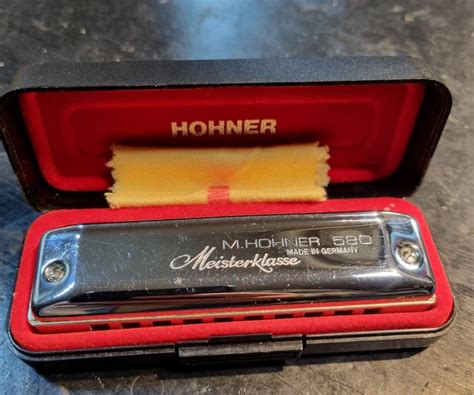 HOHNER
M. HOHNER 580
MADE IN GERMANY
Meisterklasse